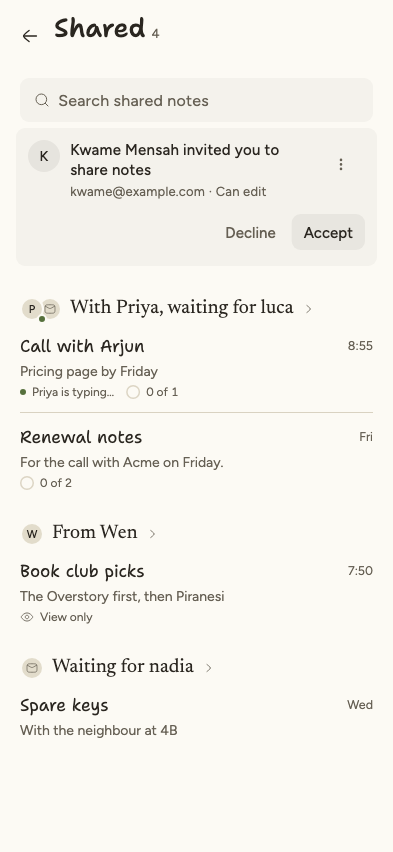 Shared 4
Search shared notes
K
Kwame Mensah invited you to
share notes
kwame@example.com · Can edit
Decline
Accept
P
With Priya, waiting for luca
Call with Arjun
8:55
Pricing page by Friday
Priya is typing...
0 of 1
Renewal notes
Fri
For the call with Acme on Friday.
0 of 2
W
From Wen
Book club picks
7:50
The Overstory first, then Piranesi
View only
Waiting for nadia
Spare keys
Wed
With the neighbour at 4B